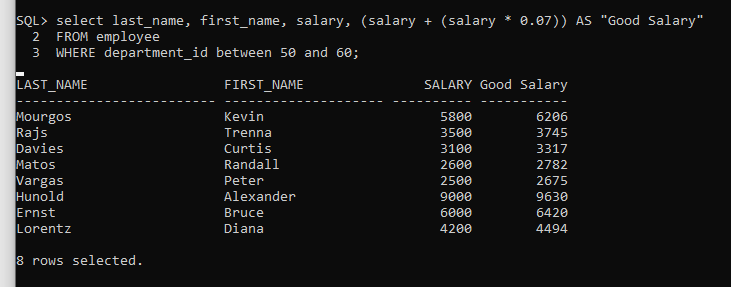 SQL> select last_name, first_name, salary, (salary + (salary * 0.07)) AS "Good Salary"
  2  FROM employee
  3  WHERE department_id between 50 and 60;
LAST_NAME                 FIRST_NAME               SALARY Good Salary
------------------------- -------------------- ---------- -----------
Mourgos                   Kevin                      5800        6206
Rajs                      Trenna                     3500        3745
Davies                    Curtis                     3100        3317
Matos                     Randall                    2600        2782
Vargas                    Peter                      2500        2675
Hunold                    Alexander                  9000        9630
Ernst                     Bruce                      6000        6420
Lorentz                   Diana                      4200        4494
8 rows selected.